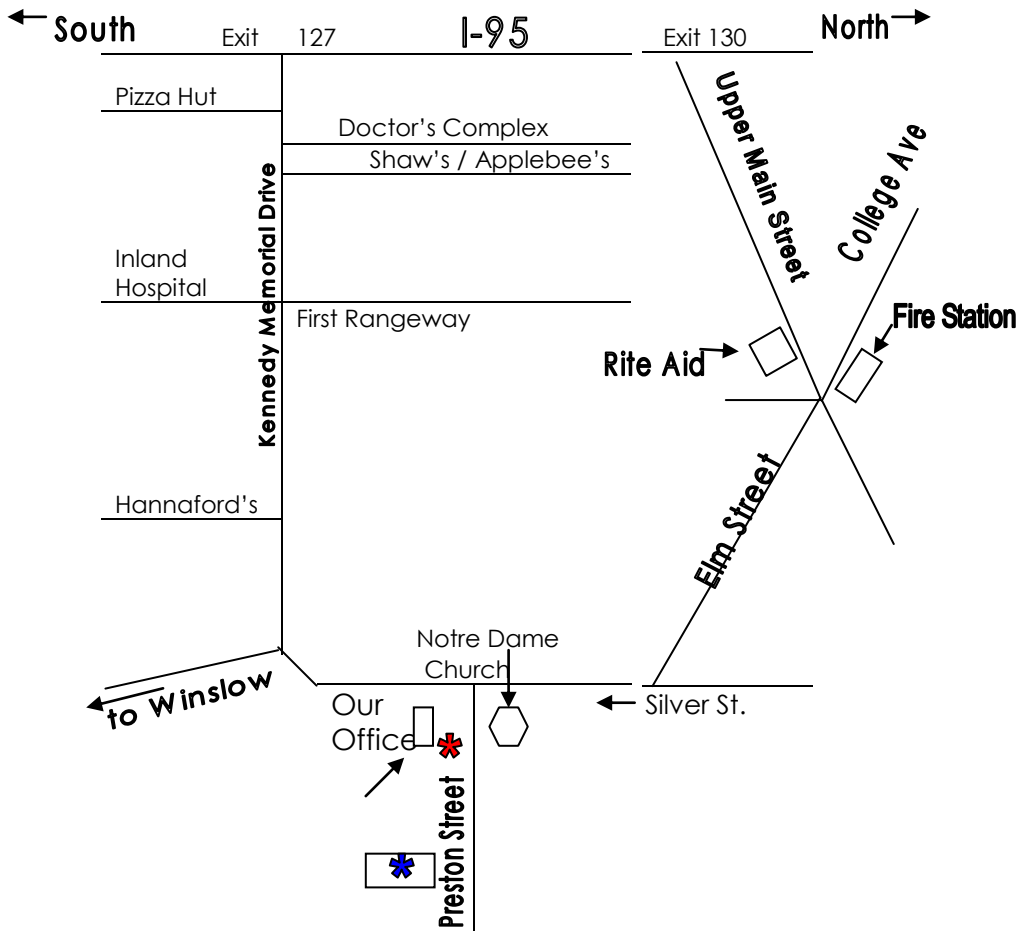 South
Exit 127
I-95
Exit 130
North
Pizza Hut
Doctor's Complex
Shaw's / Applebee's
Upper Main Street
College Ave
Kennedy Memorial Drive
Inland
Hospital
First Rangeway
Fire Station
Rite Aid
Hannaford's
Elm Street
Notre Dame
Church
to Winslow
Our
Office
Silver St.
Preston Street